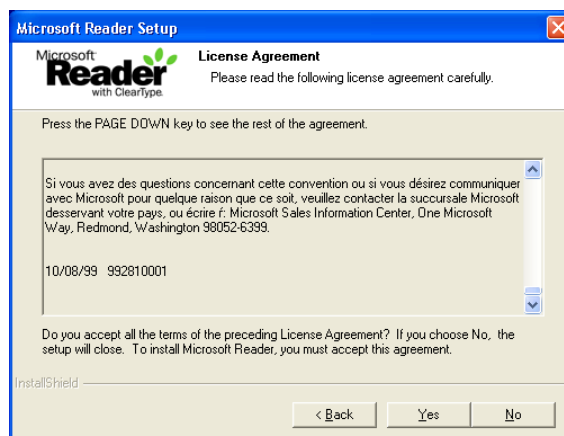 Microsoft Reader Setup
Microsoft
Reader
with ClearType
License Agreement
Please read the following license agreement carefully.
Press the PAGE DOWN key to see the rest of the agreement.
Si vous avez des questions concernant cette convention ou si vous désirez communiquer
avec Microsoft pour quelque raison que ce soit, veuillez contacter la succursale Microsoft
desservant votre pays, ou écrire ŕ: Microsoft Sales Information Center, One Microsoft
Way, Redmond, Washington 98052-6399.
10/08/99 992810001
Do you accept all the terms of the preceding License Agreement? If you choose No, the
setup will close. To install Microsoft Reader, you must accept this agreement.
InstallShield
< Back
Yes
No